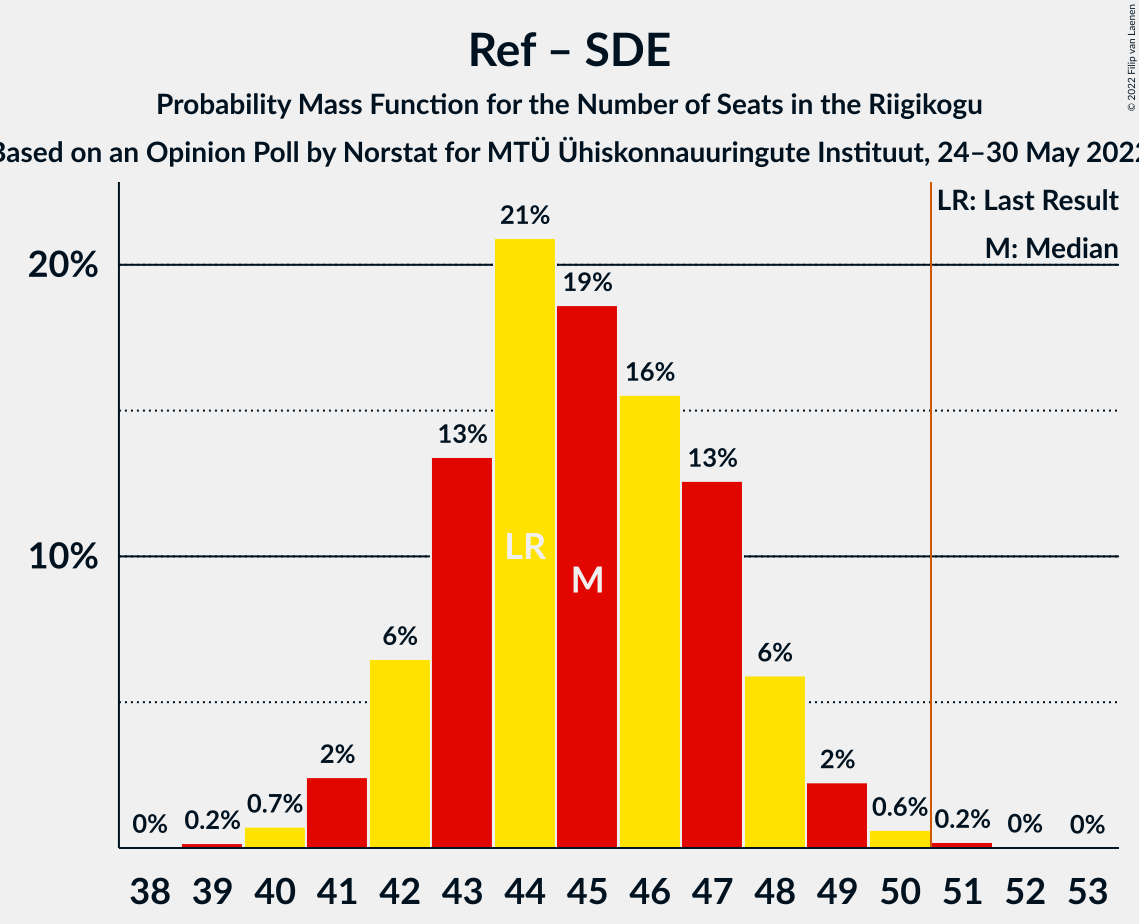 Ref – SDE
Probability Mass Function for the Number of Seats in the Riigikogu
Based on an Opinion Poll by Norstat for MTÜ Ühiskonnauuringute Instituut, 24–30 May 2022
© 2022 Filip van Laenen
LR: Last Result
M: Median
20%
10%
0% 0.2% 0.7% 2% 6% 13% 21% 19% 16% 13% 6% 2% 0.6% 0.2% 0% 0%
LR
M
38 39 40 41 42 43 44 45 46 47 48 49 50 51 52 53